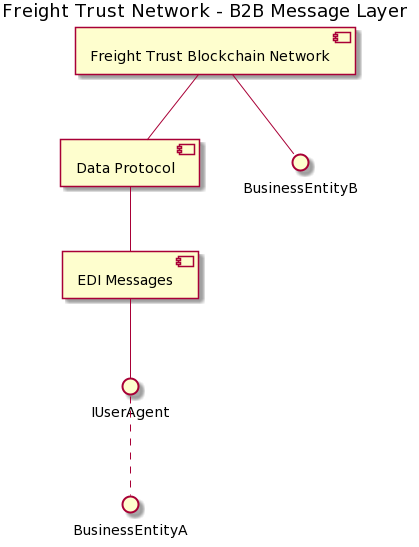 Freight Trust Network - B2B Message Layer
Freight Trust Blockchain Network
Data Protocol
BusinessEntityB
EDI Messages
IUserAgent
BusinessEntityA